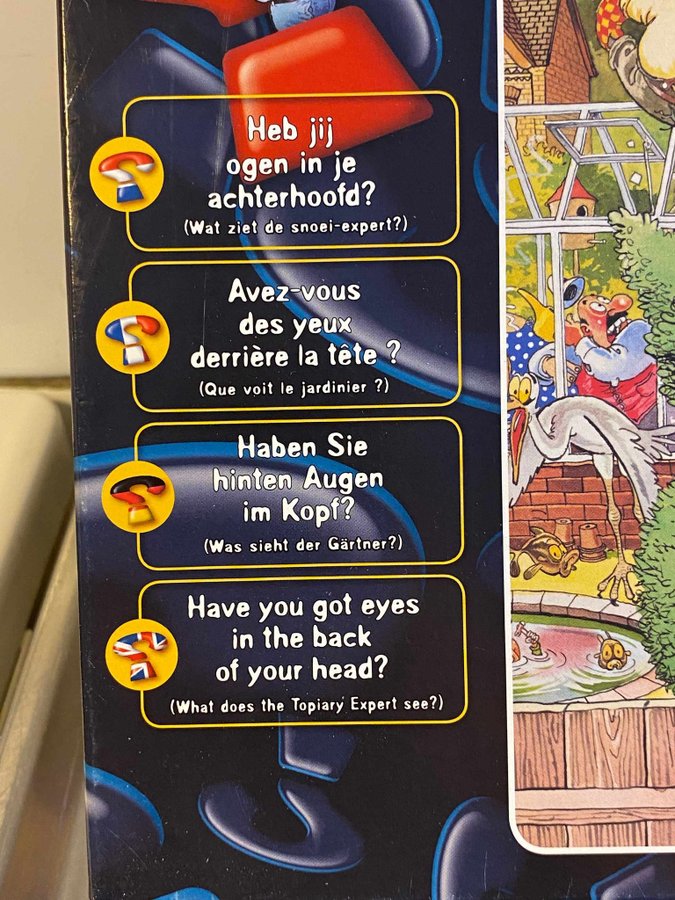 Heb jij
ogen in je
achterhoofd?
(Wat ziet de snoei-expert?)
Avez-vous
des yeux
derrière la tête ?
(Que voit le jardinier ?)
Haben Sie
hinten Augen
im Kopf?
(Was sieht der Gärtner?)
Have you got eyes
in the back
of your head?
(What does the Topiary Expert see?)